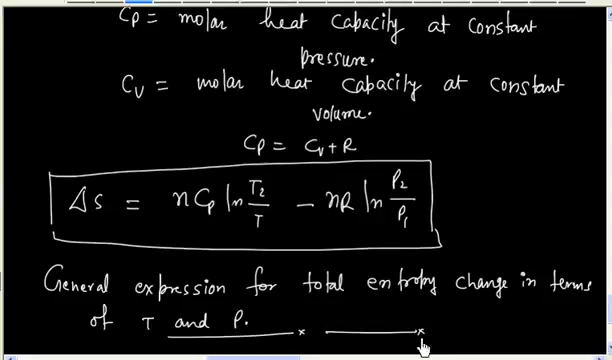 Cp = molar heat capacity at constant
pressure.
Cv = molar heat capacity at constant
volume.
Cp = Cv + R
Δs = nCp ln T2/T − nR ln P2/P1
General expression for total entropy change in terms
of T and P.